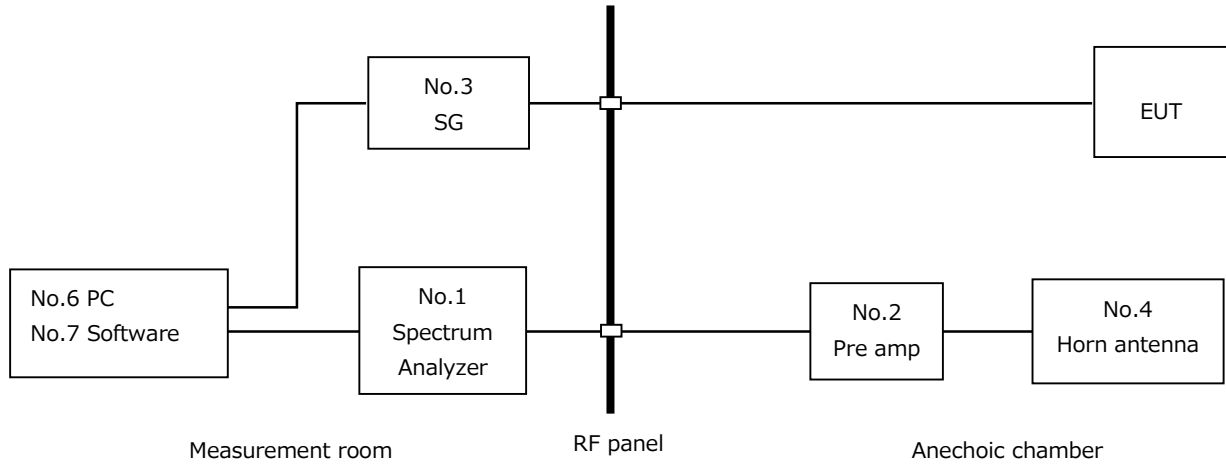 No.3
SG
EUT
No.6 PC
No.7 Software
No.1
Spectrum
Analyzer
No.2
Pre amp
No.4
Horn antenna
Measurement room
RF panel
Anechoic chamber